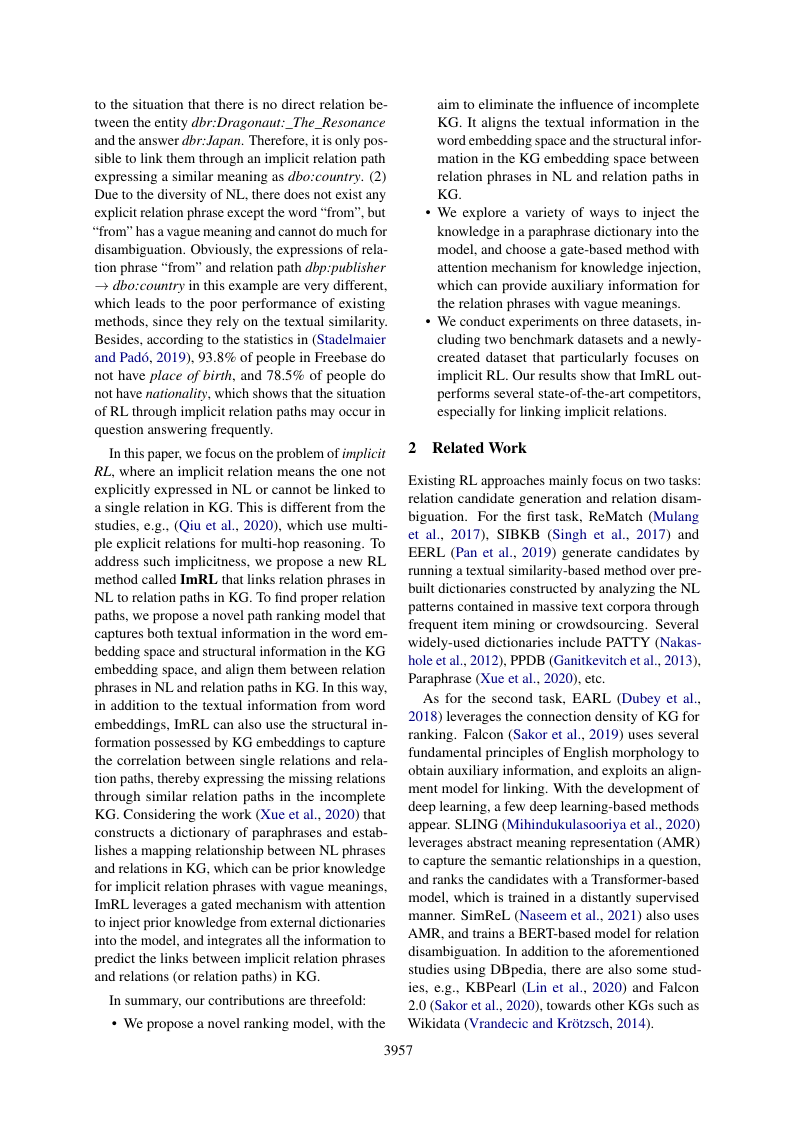 to the situation that there is no direct relation be-
tween the entity dbr:Dragonaut:_The_Resonance
and the answer dbr:Japan. Therefore, it is only pos-
sible to link them through an implicit relation path
expressing a similar meaning as dbo:country. (2)
Due to the diversity of NL, there does not exist any
explicit relation phrase except the word “from”, but
“from” has a vague meaning and cannot do much for
disambiguation. Obviously, the expressions of rela-
tion phrase “from” and relation path dbp:publisher
→ dbo:country in this example are very different,
which leads to the poor performance of existing
methods, since they rely on the textual similarity.
Besides, according to the statistics in (Stadelmaier
and Padó, 2019), 93.8% of people in Freebase do
not have place of birth, and 78.5% of people do
not have nationality, which shows that the situation
of RL through implicit relation paths may occur in
question answering frequently.
In this paper, we focus on the problem of implicit
RL, where an implicit relation means the one not
explicitly expressed in NL or cannot be linked to
a single relation in KG. This is different from the
studies, e.g., (Qiu et al., 2020), which use multi-
ple explicit relations for multi-hop reasoning. To
address such implicitness, we propose a new RL
method called ImRL that links relation phrases in
NL to relation paths in KG. To find proper relation
paths, we propose a novel path ranking model that
captures both textual information in the word em-
bedding space and structural information in the KG
embedding space, and align them between relation
phrases in NL and relation paths in KG. In this way,
in addition to the textual information from word
embeddings, ImRL can also use the structural in-
formation possessed by KG embeddings to capture
the correlation between single relations and rela-
tion paths, thereby expressing the missing relations
through similar relation paths in the incomplete
KG. Considering the work (Xue et al., 2020) that
constructs a dictionary of paraphrases and estab-
lishes a mapping relationship between NL phrases
and relations in KG, which can be prior knowledge
for implicit relation phrases with vague meanings,
ImRL leverages a gated mechanism with attention
to inject prior knowledge from external dictionaries
into the model, and integrates all the information to
predict the links between implicit relation phrases
and relations (or relation paths) in KG.
In summary, our contributions are threefold:
• We propose a novel ranking model, with the
aim to eliminate the influence of incomplete
KG. It aligns the textual information in the
word embedding space and the structural infor-
mation in the KG embedding space between
relation phrases in NL and relation paths in
KG.
• We explore a variety of ways to inject the
knowledge in a paraphrase dictionary into the
model, and choose a gate-based method with
attention mechanism for knowledge injection,
which can provide auxiliary information for
the relation phrases with vague meanings.
• We conduct experiments on three datasets, in-
cluding two benchmark datasets and a newly-
created dataset that particularly focuses on
implicit RL. Our results show that ImRL out-
performs several state-of-the-art competitors,
especially for linking implicit relations.
2 Related Work
Existing RL approaches mainly focus on two tasks:
relation candidate generation and relation disam-
biguation. For the first task, ReMatch (Mulang
et al., 2017), SIBKB (Singh et al., 2017) and
EERL (Pan et al., 2019) generate candidates by
running a textual similarity-based method over pre-
built dictionaries constructed by analyzing the NL
patterns contained in massive text corpora through
frequent item mining or crowdsourcing. Several
widely-used dictionaries include PATTY (Nakas-
hole et al., 2012), PPDB (Ganitkevitch et al., 2013),
Paraphrase (Xue et al., 2020), etc.
As for the second task, EARL (Dubey et al.,
2018) leverages the connection density of KG for
ranking. Falcon (Sakor et al., 2019) uses several
fundamental principles of English morphology to
obtain auxiliary information, and exploits an align-
ment model for linking. With the development of
deep learning, a few deep learning-based methods
appear. SLING (Mihindukulasooriya et al., 2020)
leverages abstract meaning representation (AMR)
to capture the semantic relationships in a question,
and ranks the candidates with a Transformer-based
model, which is trained in a distantly supervised
manner. SimReL (Naseem et al., 2021) also uses
AMR, and trains a BERT-based model for relation
disambiguation. In addition to the aforementioned
studies using DBpedia, there are also some stud-
ies, e.g., KBPearl (Lin et al., 2020) and Falcon
2.0 (Sakor et al., 2020), towards other KGs such as
Wikidata (Vrandecic and Krötzsch, 2014).
3957